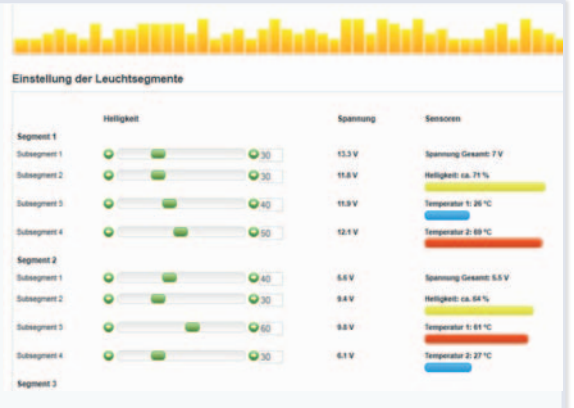 Einstellung der Leuchtsegmente
Helligkeit Spannung Sensoren
Segment 1
Subsegment 1 30 13.3 V Spannung Gesamt: 7 V
Subsegment 2 30 11.8 V Helligkeit: ca. 71 %
Subsegment 3 40 11.9 V Temperatur 1: 26 °C
Subsegment 4 50 12.1 V Temperatur 2: 69 °C
Segment 2
Subsegment 1 40 5.6 V Spannung Gesamt: 5.5 V
Subsegment 2 30 9.4 V Helligkeit: ca. 64 %
Subsegment 3 60 9.8 V Temperatur 1: 61 °C
Subsegment 4 30 6.1 V Temperatur 2: 27 °C
Segment 3